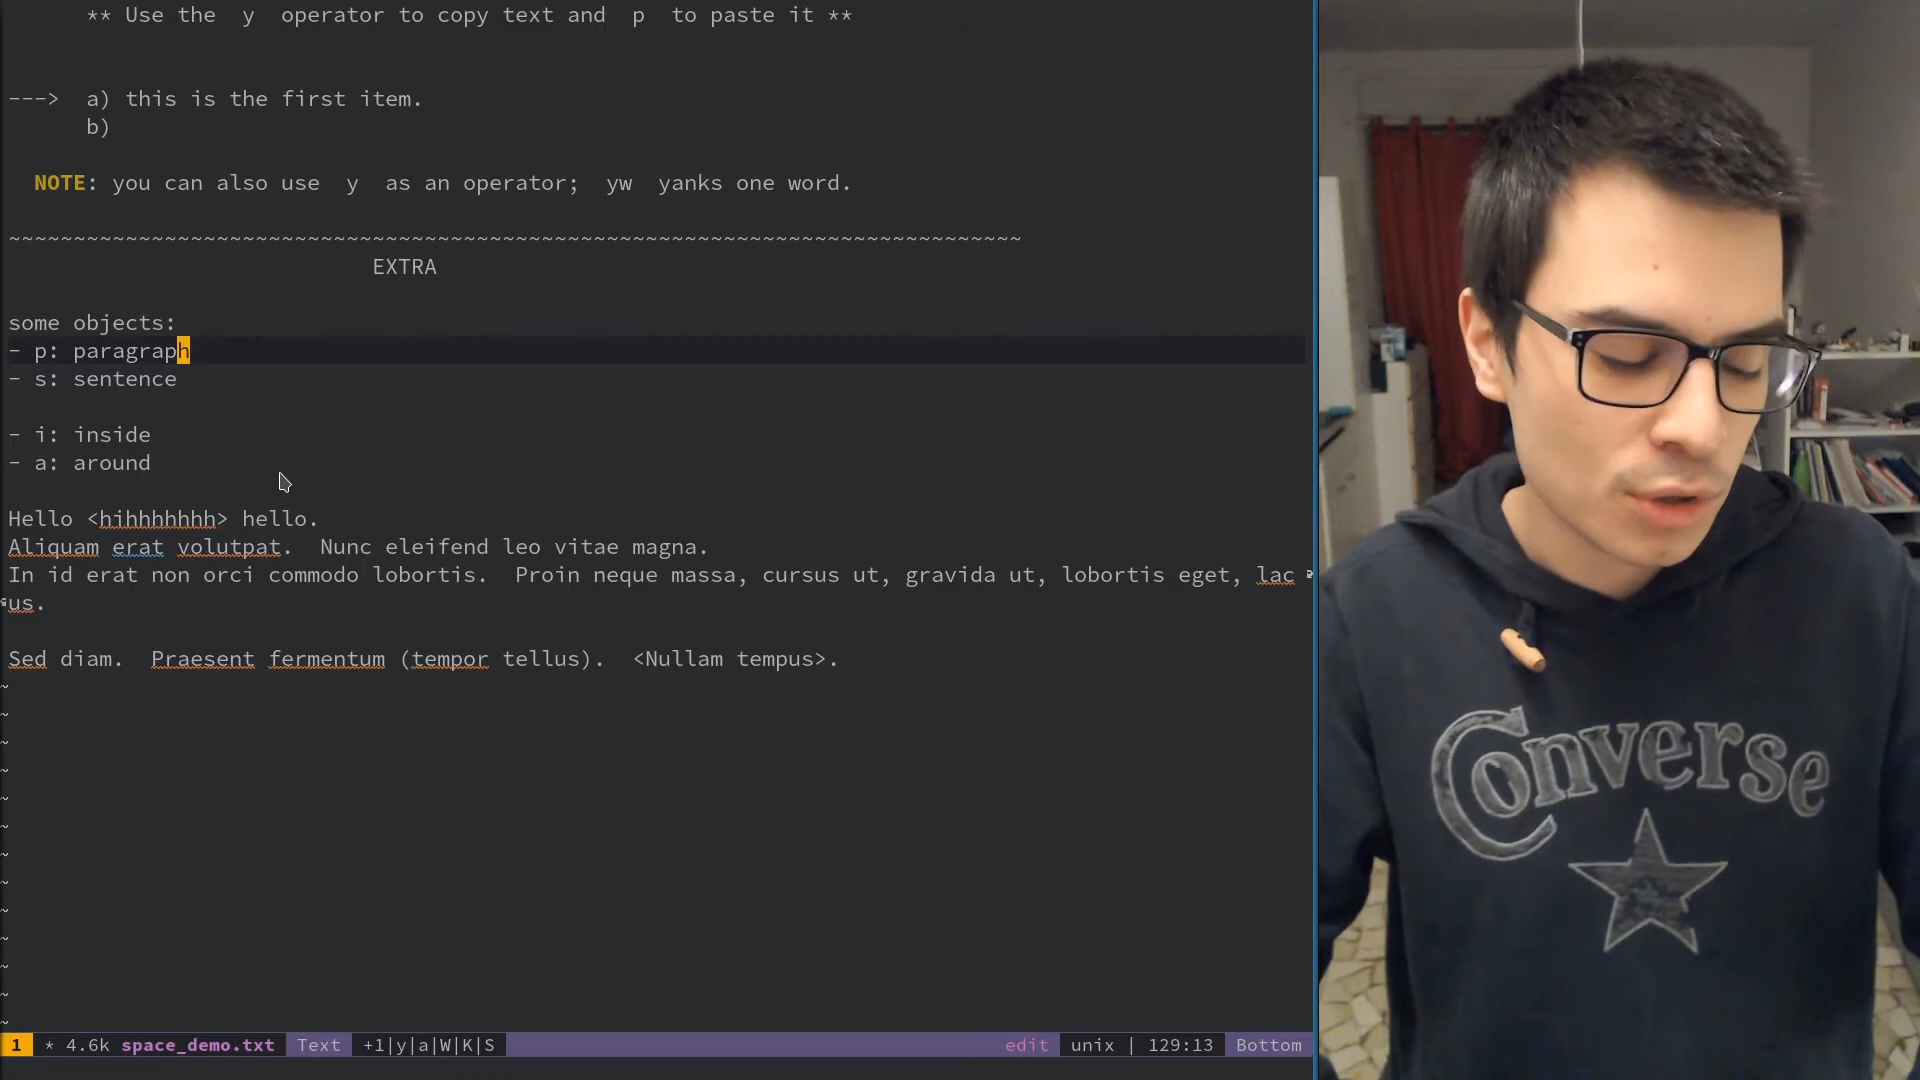 ** Use the  y  operator to copy text and  p  to paste it **
--->  a) this is the first item.
b)
NOTE: you can also use  y  as an operator;  yw  yanks one word.
~~~~~~~~~~~~~~~~~~~~~~~~~~~~~~~~~~~~~~~~~~~~~~~~~~~~~~~~~~~~~~~~~~~~~~~~~~~~~~
EXTRA
some objects:
- p: paragraph
- s: sentence
- i: inside
- a: around
Hello <hihhhhhhh> hello.
Aliquam erat volutpat.  Nunc eleifend leo vitae magna.
In id erat non orci commodo lobortis.  Proin neque massa, cursus ut, gravida ut, lobortis eget, lac
us.
Sed diam.  Praesent fermentum (tempor tellus).  <Nullam tempus>.
~
~
~
~
~
~
~
~
~
~
~
~
~
1 * 4.6k space_demo.txt Text +1|y|a|W|K|S edit unix | 129:13 Bottom
Converse